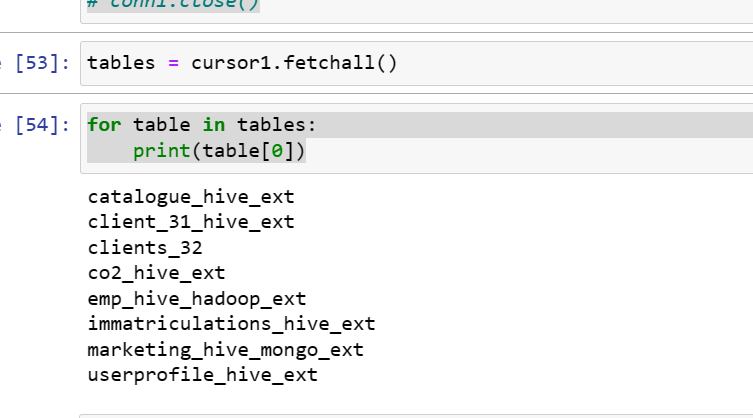 # conn1.close()
[53]: tables = cursor1.fetchall()
[54]: for table in tables:
    print(table[0])
catalogue_hive_ext
client_31_hive_ext
clients_32
co2_hive_ext
emp_hive_hadoop_ext
immatriculations_hive_ext
marketing_hive_mongo_ext
userprofile_hive_ext